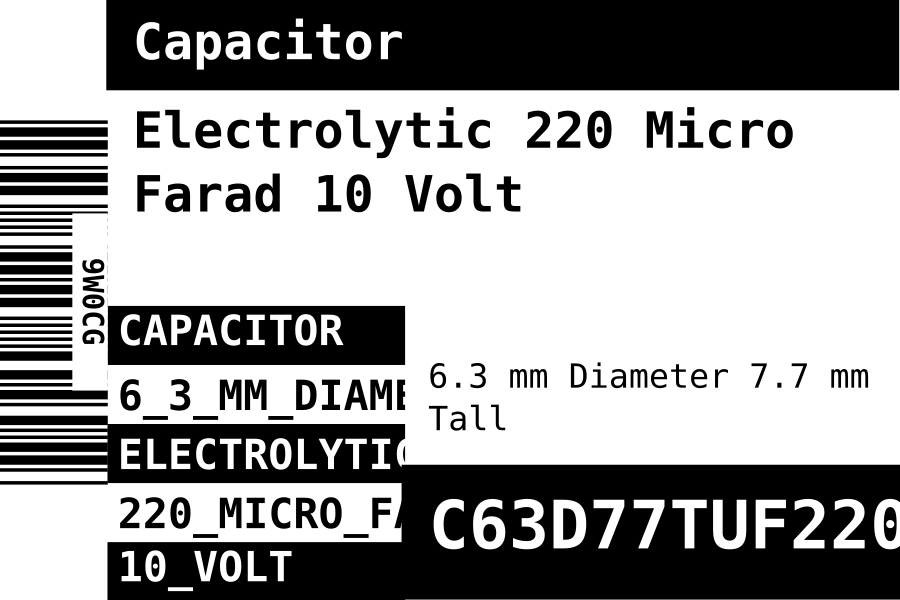 Capacitor
Electrolytic 220 Micro
Farad 10 Volt
9W0CG
CAPACITOR
6_3_MM_DIAME
ELECTROLYTIC
220_MICRO_FA
10_VOLT
6.3 mm Diameter 7.7 mm
Tall
C63D77TUF220